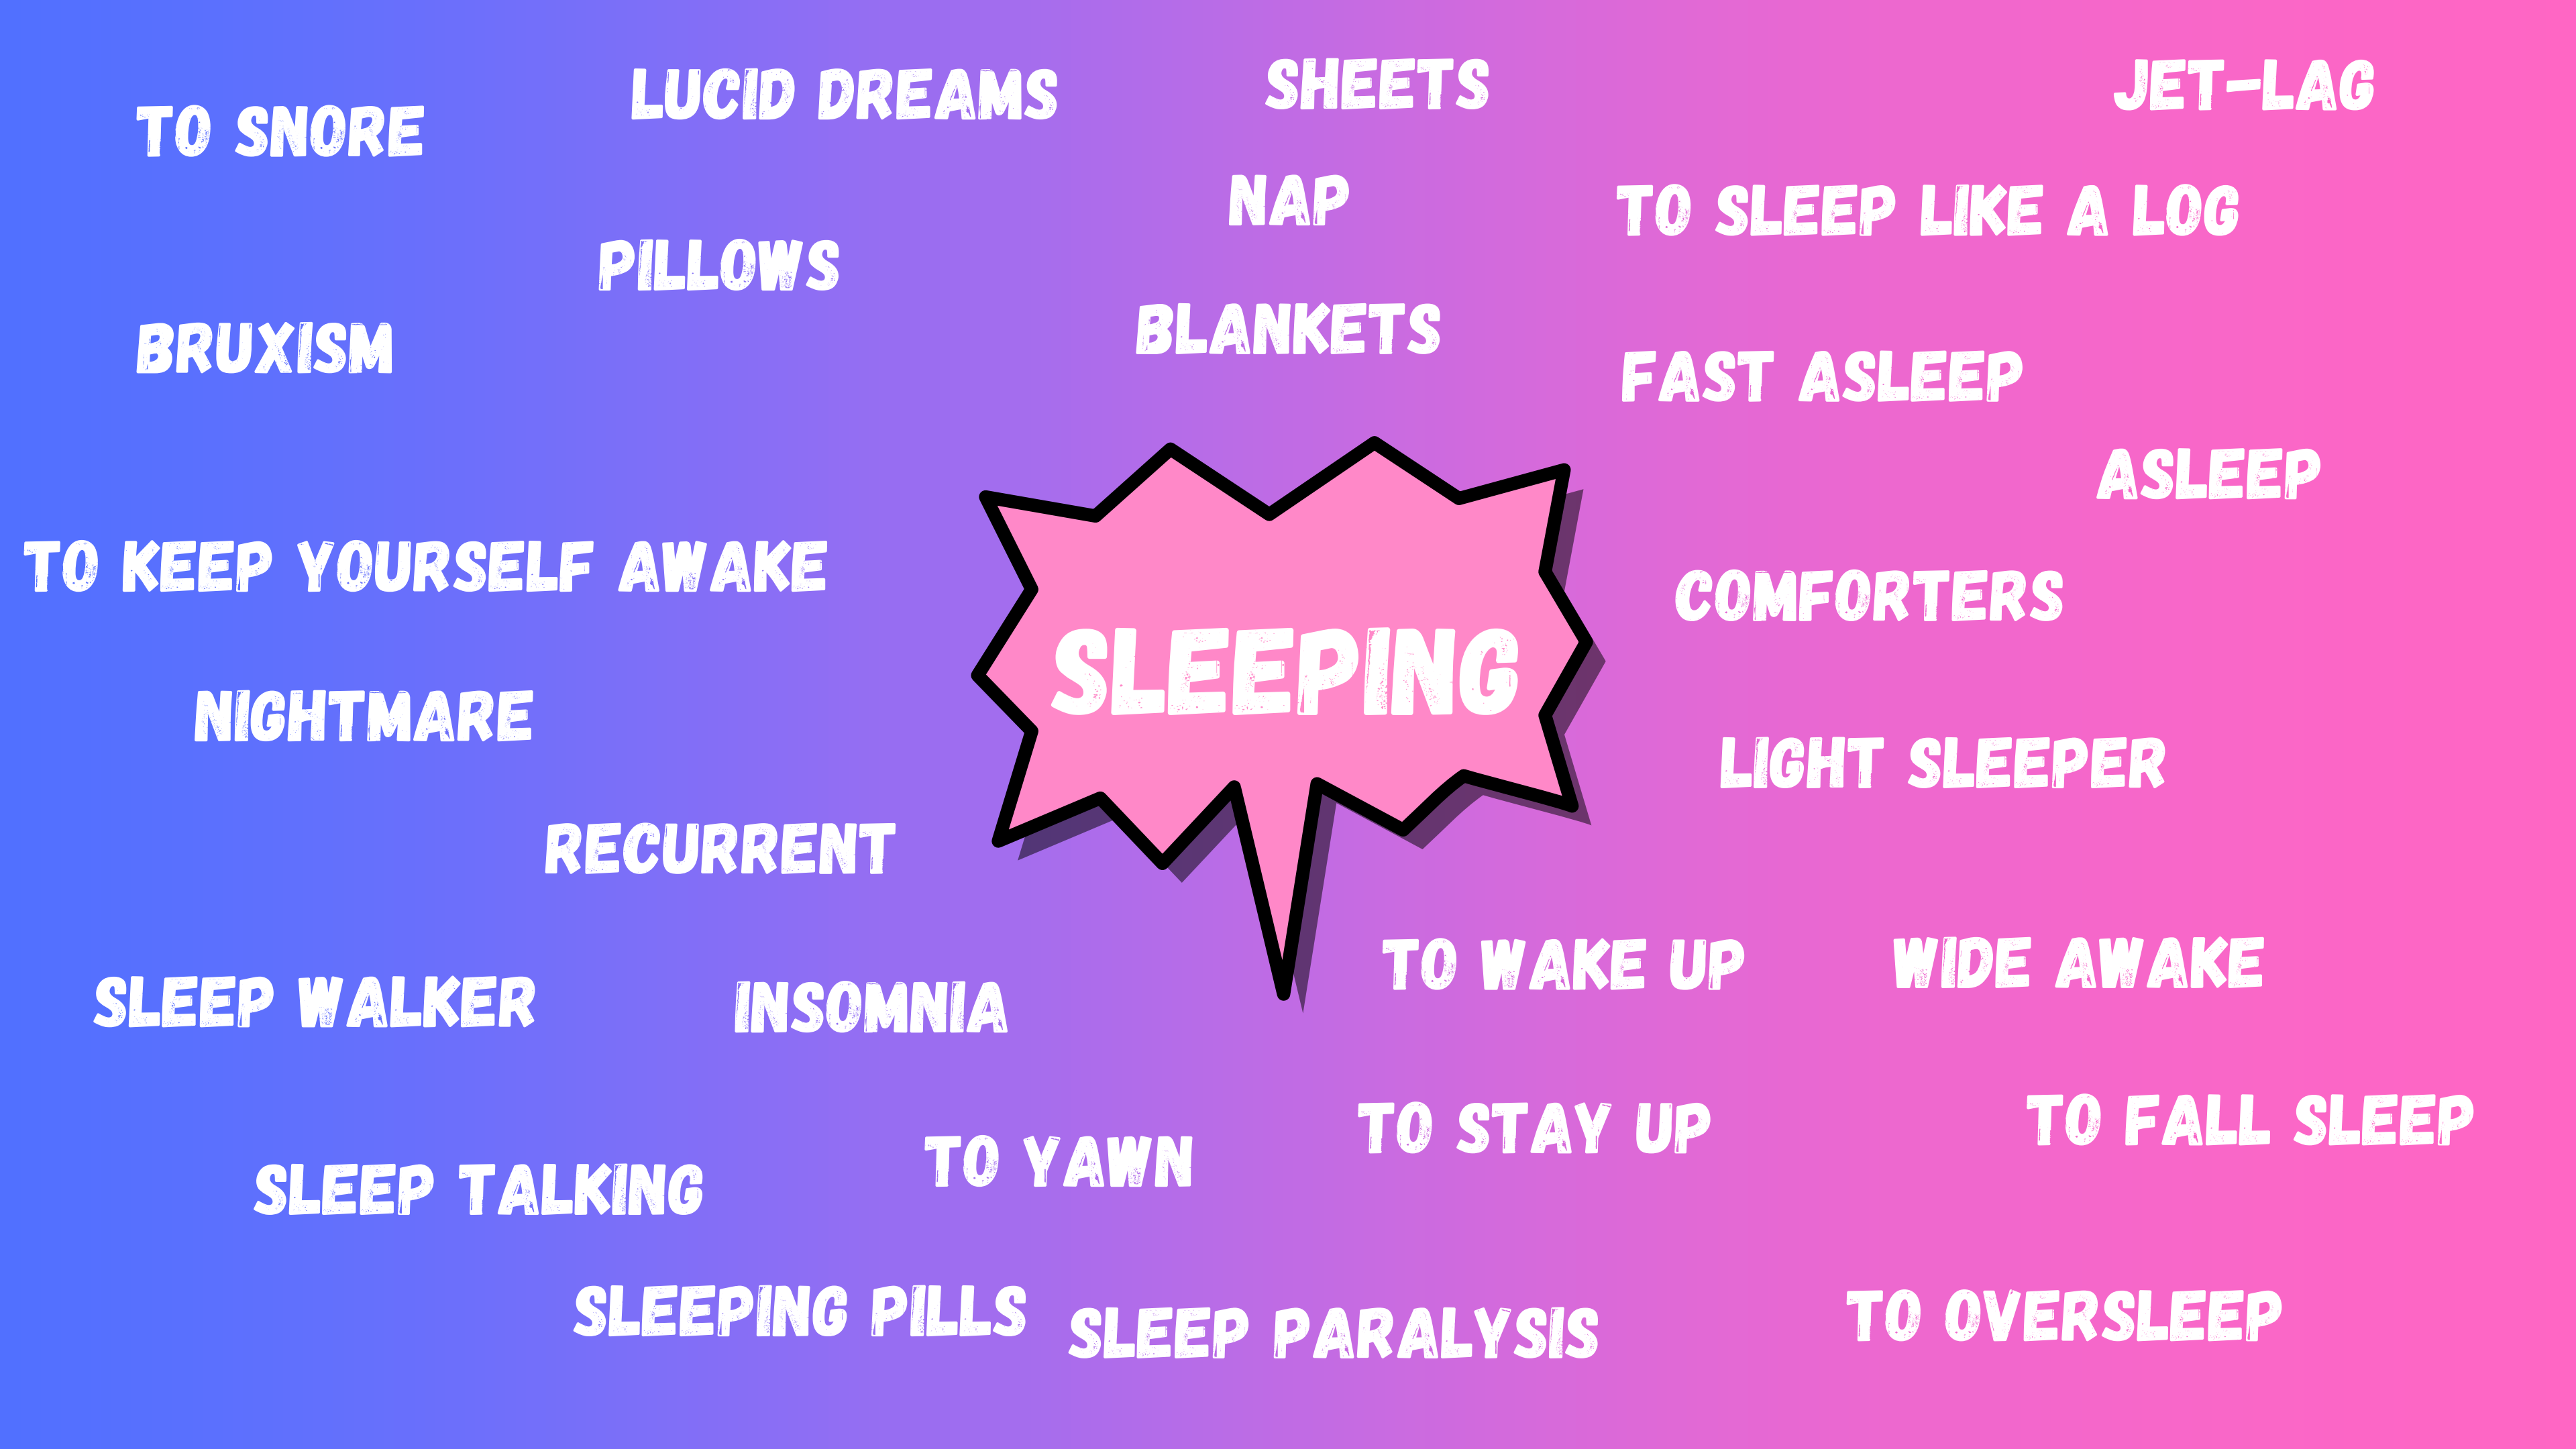 LUCID DREAMS
SHEETS
JET-LAG
TO SNORE
NAP
TO SLEEP LIKE A LOG
PILLOWS
BLANKETS
BRUXISM
FAST ASLEEP
ASLEEP
TO KEEP YOURSELF AWAKE
COMFORTERS
SLEEPING
NIGHTMARE
LIGHT SLEEPER
RECURRENT
TO WAKE UP
WIDE AWAKE
SLEEP WALKER
INSOMNIA
TO STAY UP
TO FALL SLEEP
TO YAWN
SLEEP TALKING
SLEEPING PILLS
SLEEP PARALYSIS
TO OVERSLEEP